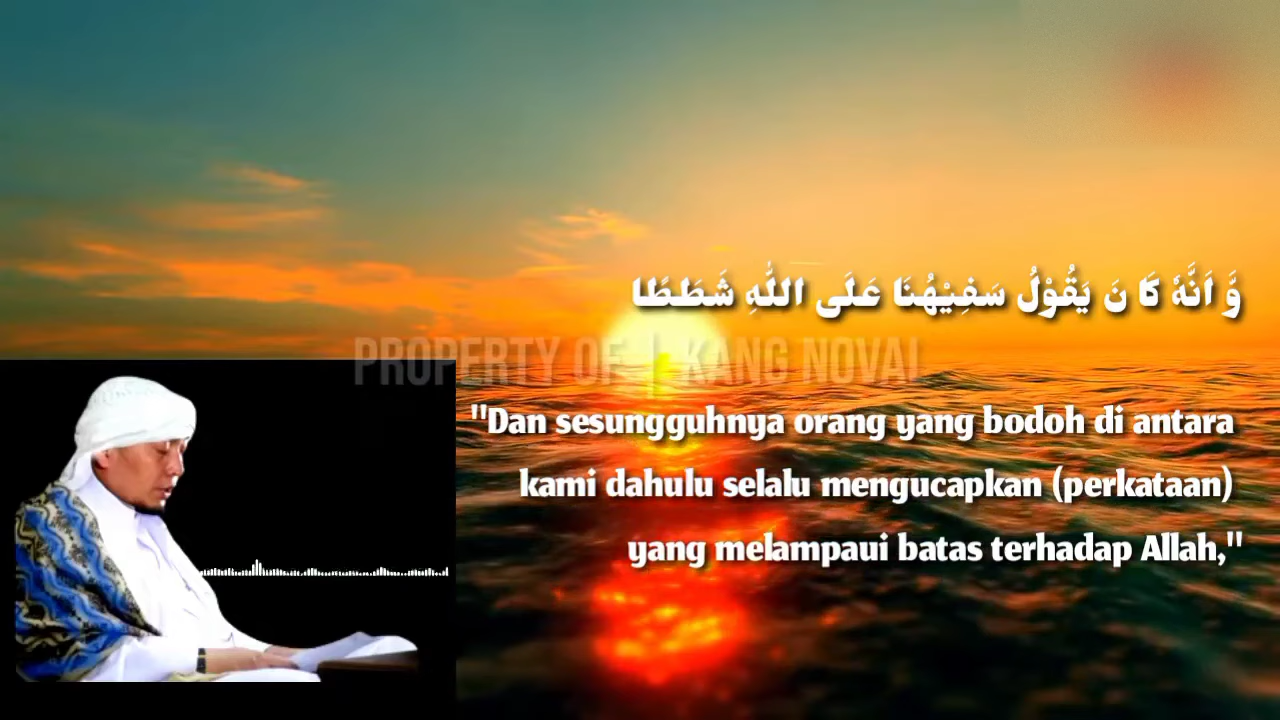 وَّ اَنَّهٗ كَا نَ يَقُوْلُ سَفِيْهُنَا عَلَى اللّٰهِ شَطَطًا
PROPERTY OF | KANG NOVAL
"Dan sesungguhnya orang yang bodoh di antara
kami dahulu selalu mengucapkan (perkataan)
yang melampaui batas terhadap Allah,"